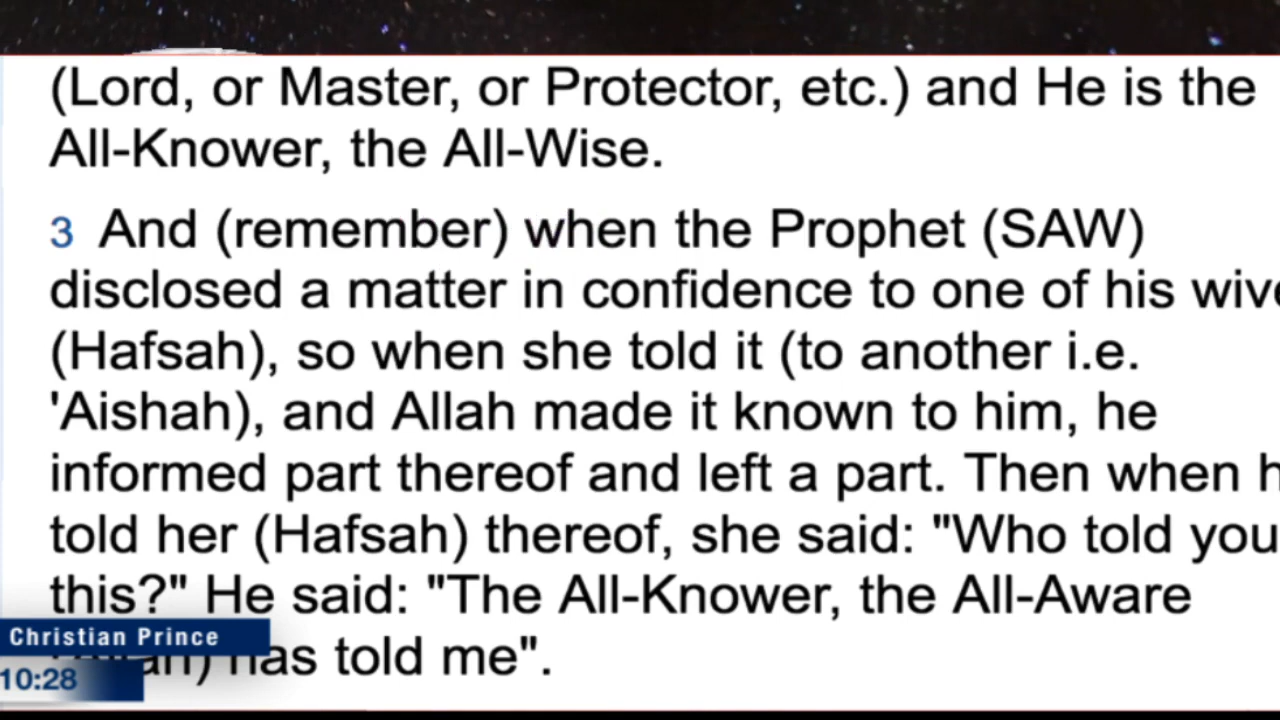 (Lord, or Master, or Protector, etc.) and He is the
All-Knower, the All-Wise.
3 And (remember) when the Prophet (SAW)
disclosed a matter in confidence to one of his
(Hafsah), so when she told it (to another i.e.
'Aishah), and Allah made it known to him, he
informed part thereof and left a part. Then when
told her (Hafsah) thereof, she said: "Who told you
this?" He said: "The All-Knower, the All-Aware
has told me".
Christian Prince
10:28